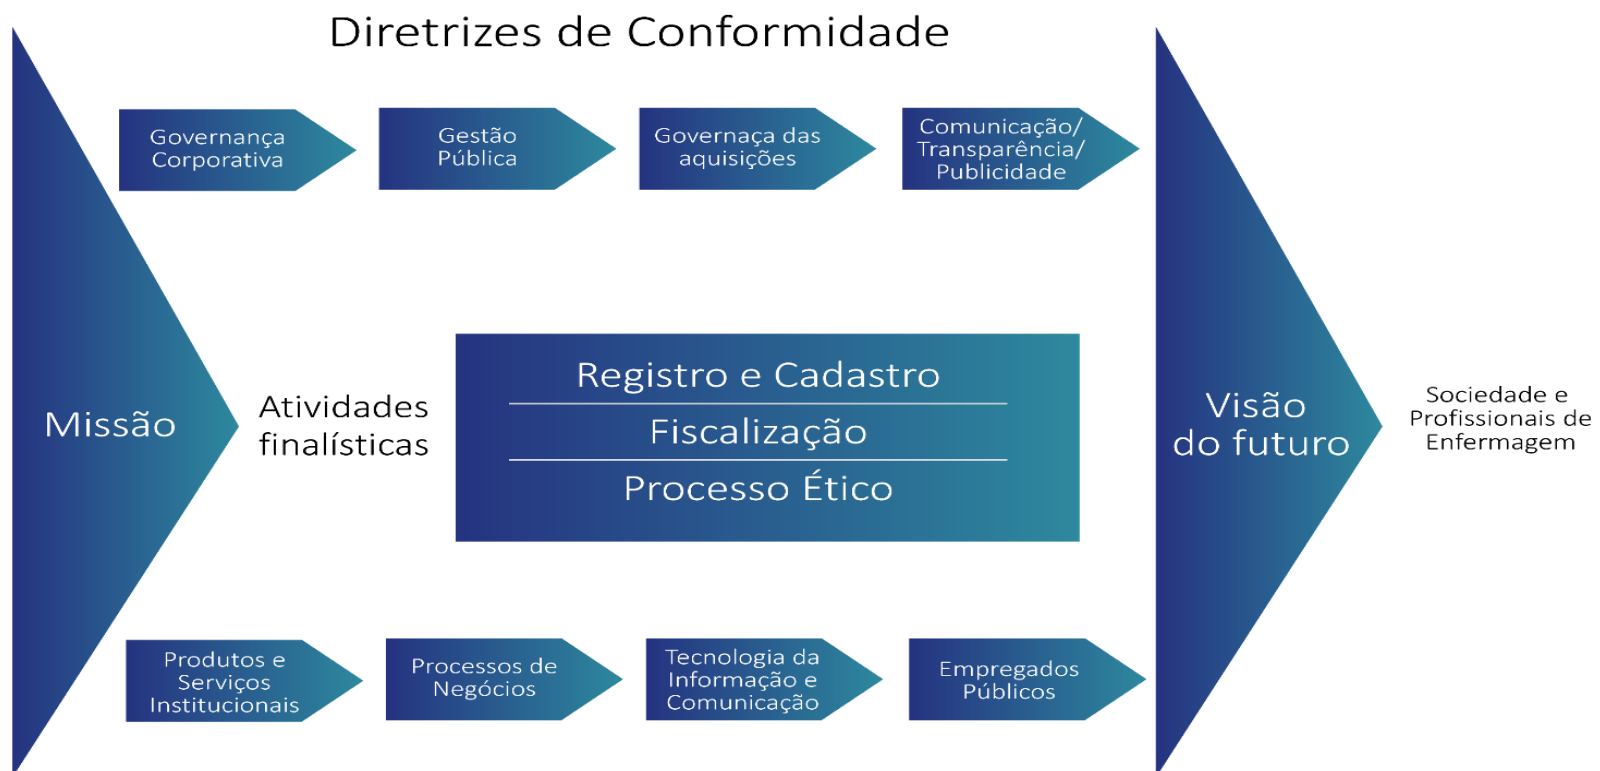 Diretrizes de Conformidade
Governança
Corporativa
Gestão
Pública
Governaça das
aquisições
Comunicação/
Transparência/
Publicidade
Missão
Atividades
finalísticas
Registro e Cadastro
Fiscalização
Processo Ético
Visão
do futuro
Sociedade e
Profissionais de
Enfermagem
Produtos e
Serviços
Institucionais
Processos de
Negócios
Tecnologia da
Informação e
Comunicação
Empregados
Públicos